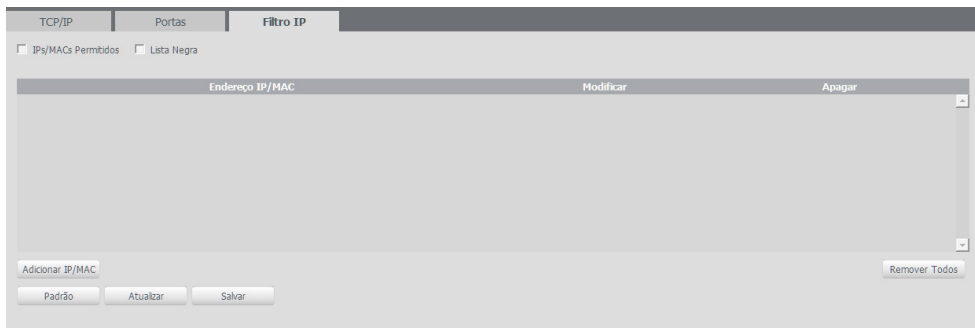 TCP/IP Portas Filtro IP
IPs/MACs Permitidos Lista Negra
Endereço IP/MAC Modificar Apagar
Adicionar IP/MAC Remover Todos
Padrão Atualizar Salvar